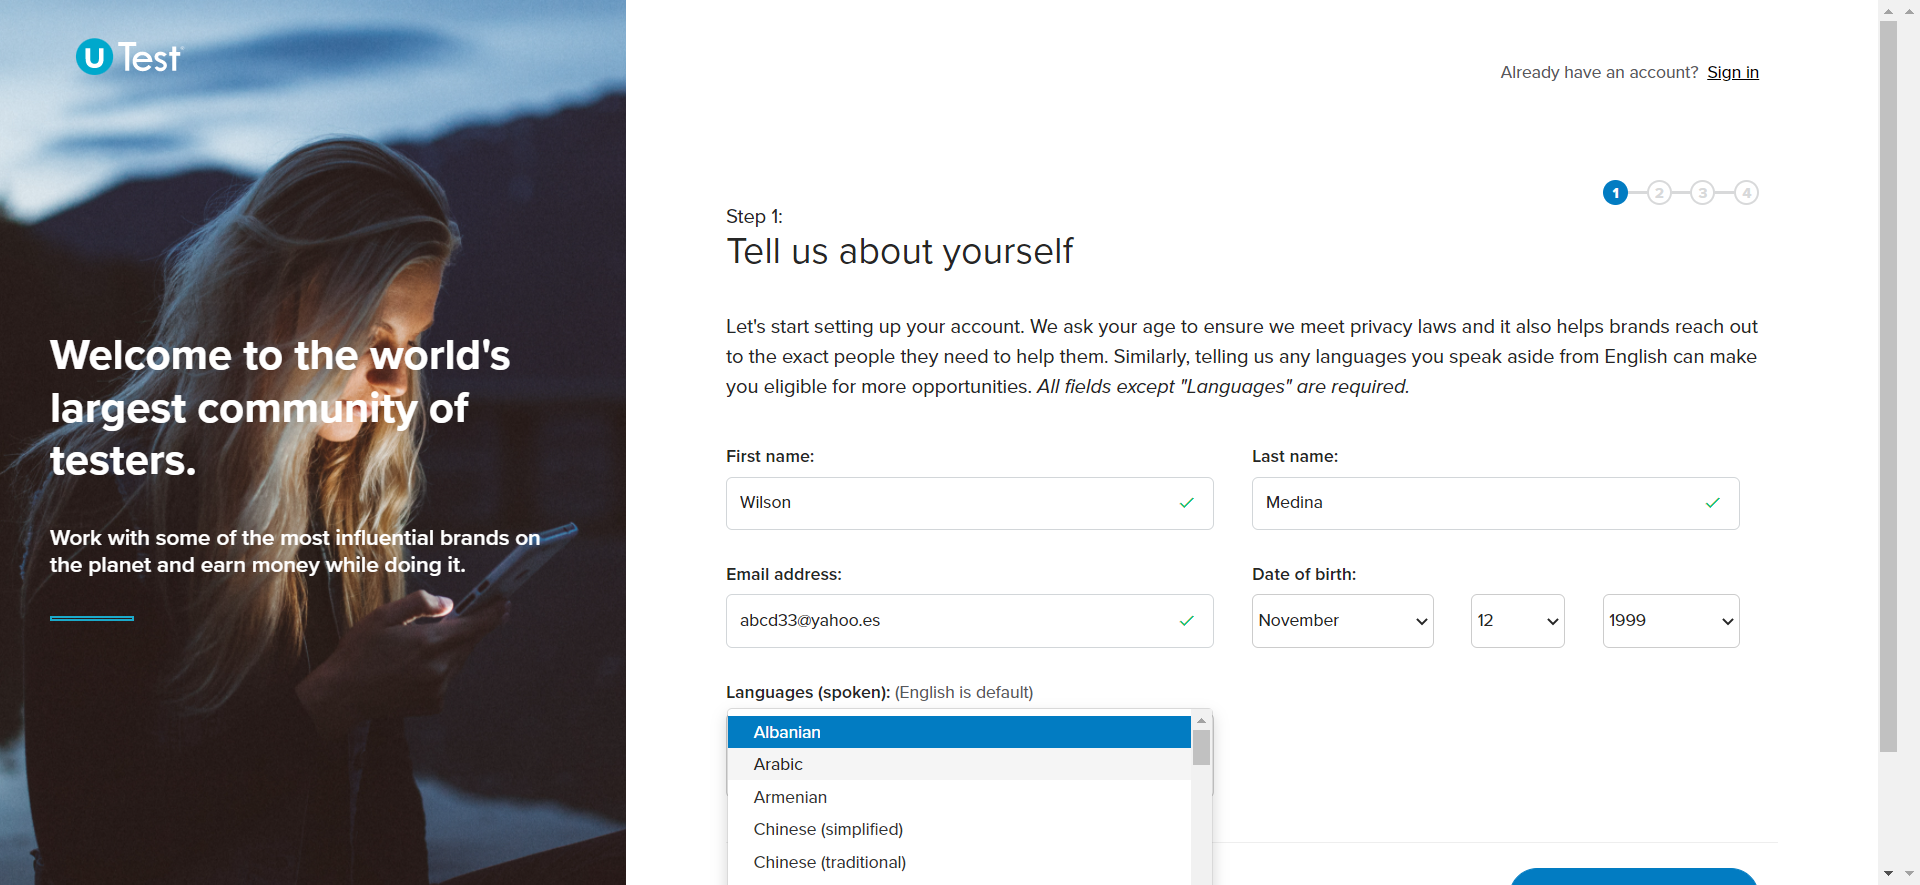 U Test
Welcome to the world's
largest community of
testers.
Work with some of the most influential brands on
the planet and earn money while doing it.
Already have an account? Sign in
1 2 3 4
Step 1:
Tell us about yourself
Let's start setting up your account. We ask your age to ensure we meet privacy laws and it also helps brands reach out
to the exact people they need to help them. Similarly, telling us any languages you speak aside from English can make
you eligible for more opportunities. All fields except "Languages" are required.
First name:
Last name:
Wilson
Medina
Email address:
Date of birth:
abcd33@yahoo.es
November
12
1999
Languages (spoken): (English is default)
Albanian
Arabic
Armenian
Chinese (simplified)
Chinese (traditional)